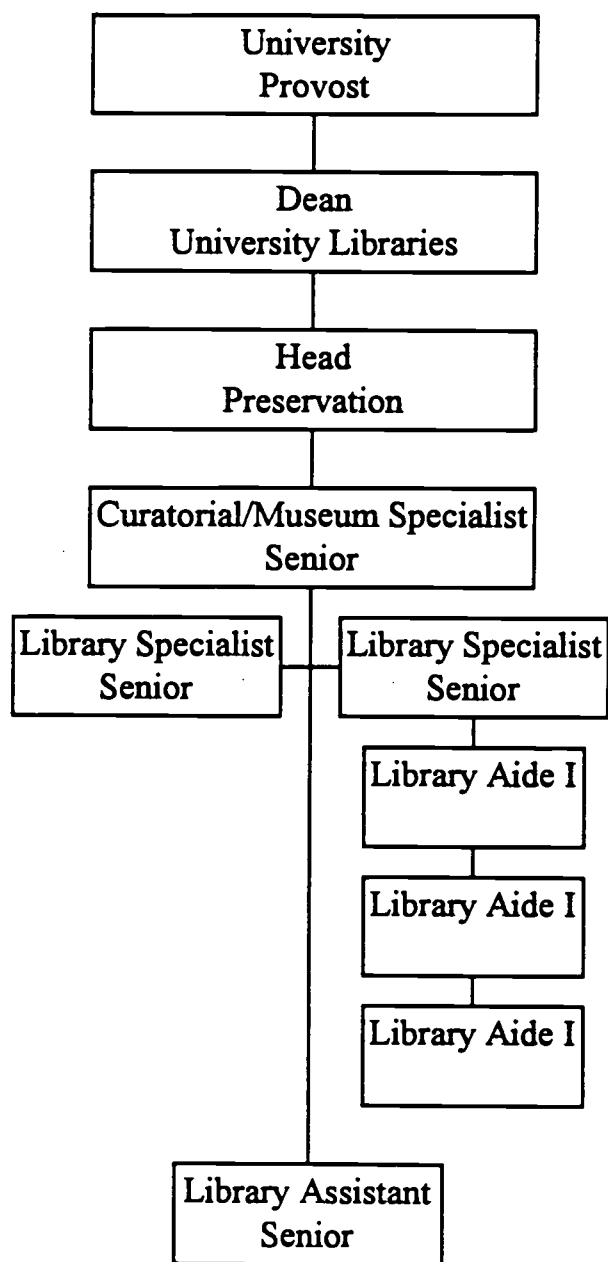 University
Provost
Dean
University Libraries
Head
Preservation
Curatorial/Museum Specialist
Senior
Library Specialist
Senior
Library Specialist
Senior
Library Aide I
Library Aide I
Library Aide I
Library Assistant
Senior